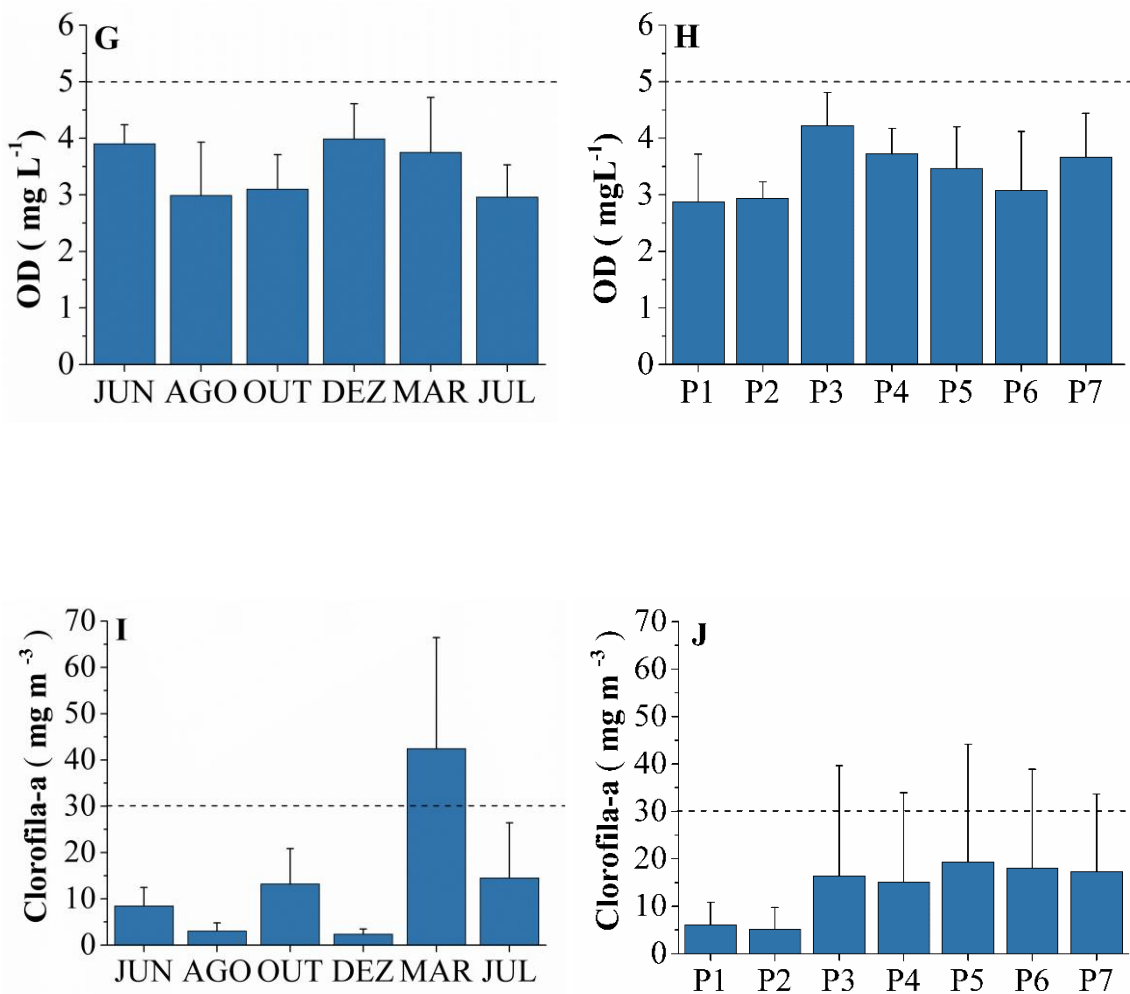 G
6
5
4
3
2
1
0
OD ( mg L⁻¹)
JUN AGO OUT DEZ MAR JUL
H
6
5
4
3
2
1
0
OD ( mgL⁻¹)
P1 P2 P3 P4 P5 P6 P7
I
70
60
50
40
30
20
10
0
Clorofila-a ( mg m ⁻³)
JUN AGO OUT DEZ MAR JUL
J
70
60
50
40
30
20
10
0
Clorofila-a ( mg m ⁻³)
P1 P2 P3 P4 P5 P6 P7